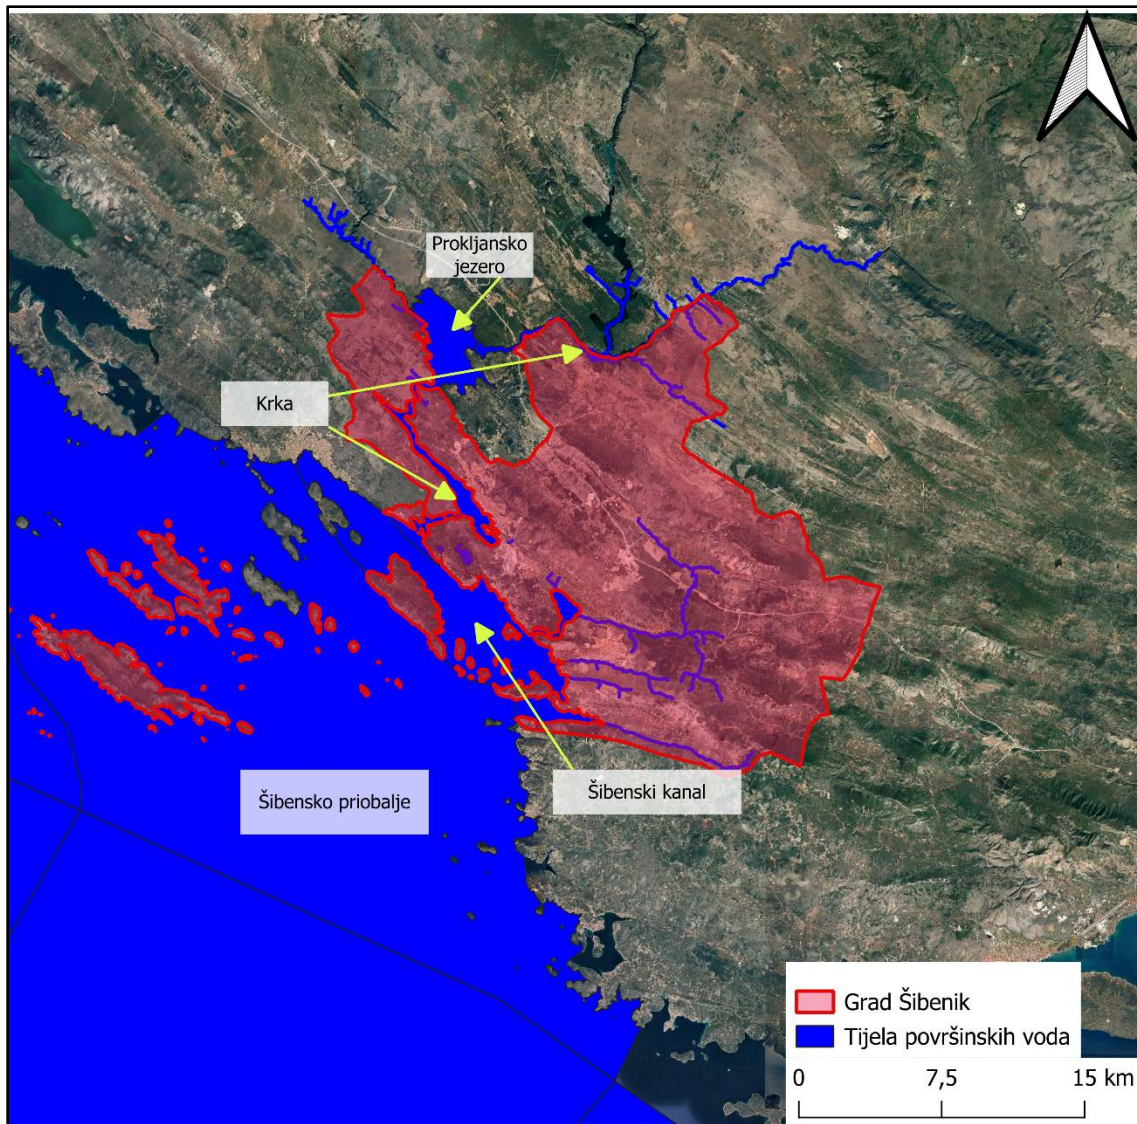 Prokljansko
jezero
Krka
Šibenski kanal
Šibensko priobalje
Grad Šibenik
Tijela površinskih voda
0 7,5 15 km